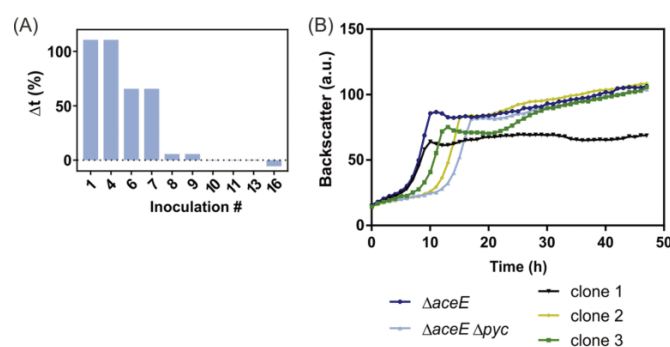 (A)
Δt (%)
100
50
0
1 4 6 7 8 9 10 11 13 16
Inoculation #
(B)
Backscatter (a.u.)
150
100
50
0
0 10 20 30 40 50
Time (h)
ΔaceE
ΔaceE Δpyc
clone 1
clone 2
clone 3